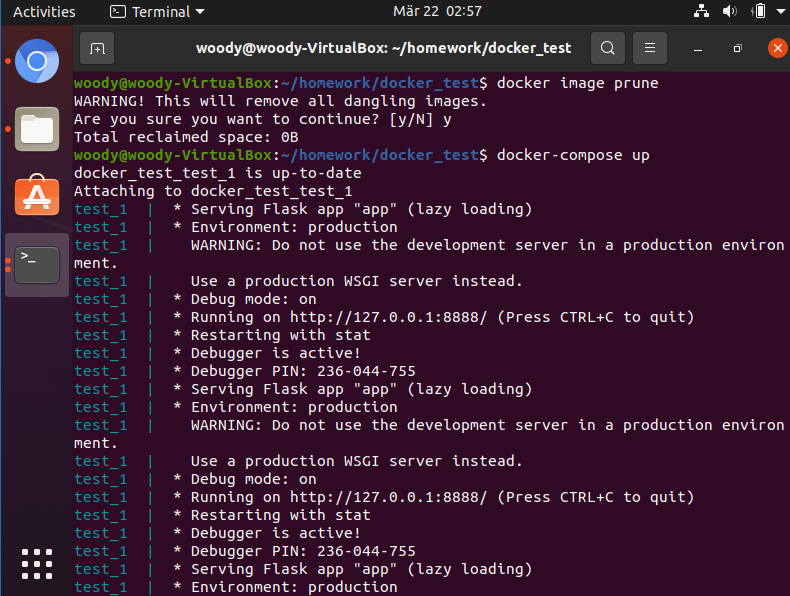 Activities Terminal Mär 22 02:57
woody@woody-VirtualBox: ~/homework/docker_test
woody@woody-VirtualBox:~/homework/docker_test$ docker image prune
WARNING! This will remove all dangling images.
Are you sure you want to continue? [y/N] y
Total reclaimed space: 0B
woody@woody-VirtualBox:~/homework/docker_test$ docker-compose up
docker_test_test_1 is up-to-date
Attaching to docker_test_test_1
test_1  |  * Serving Flask app "app" (lazy loading)
test_1  |  * Environment: production
test_1  |    WARNING: Do not use the development server in a production environ
ment.
test_1  |    Use a production WSGI server instead.
test_1  |  * Debug mode: on
test_1  |  * Running on http://127.0.0.1:8888/ (Press CTRL+C to quit)
test_1  |  * Restarting with stat
test_1  |  * Debugger is active!
test_1  |  * Debugger PIN: 236-044-755
test_1  |  * Serving Flask app "app" (lazy loading)
test_1  |  * Environment: production
test_1  |    WARNING: Do not use the development server in a production environ
ment.
test_1  |    Use a production WSGI server instead.
test_1  |  * Debug mode: on
test_1  |  * Running on http://127.0.0.1:8888/ (Press CTRL+C to quit)
test_1  |  * Restarting with stat
test_1  |  * Debugger is active!
test_1  |  * Debugger PIN: 236-044-755
test_1  |  * Serving Flask app "app" (lazy loading)
test_1  |  * Environment: production